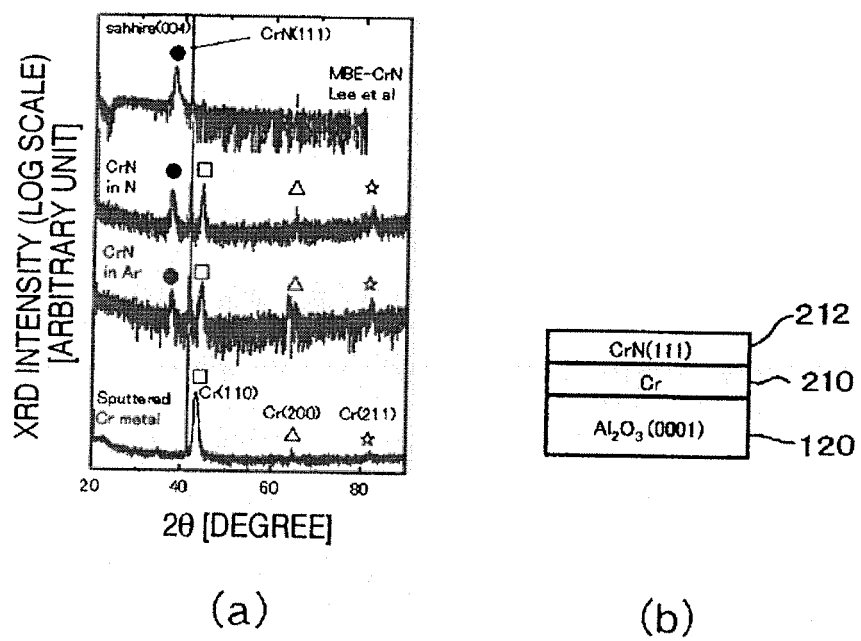 sahhire(004)
CrN(111)
MBE-CrN
Lee et al
CrN
in N
CrN
in Ar
Sputtered
Cr metal
Cr(110)
Cr(200)
Cr(211)
XRD INTENSITY (LOG SCALE)
[ARBITRARY UNIT]
20
40
60
80
2θ [DEGREE]
(a)
CrN(111)
212
Cr
210
Al₂O₃(0001)
120
(b)